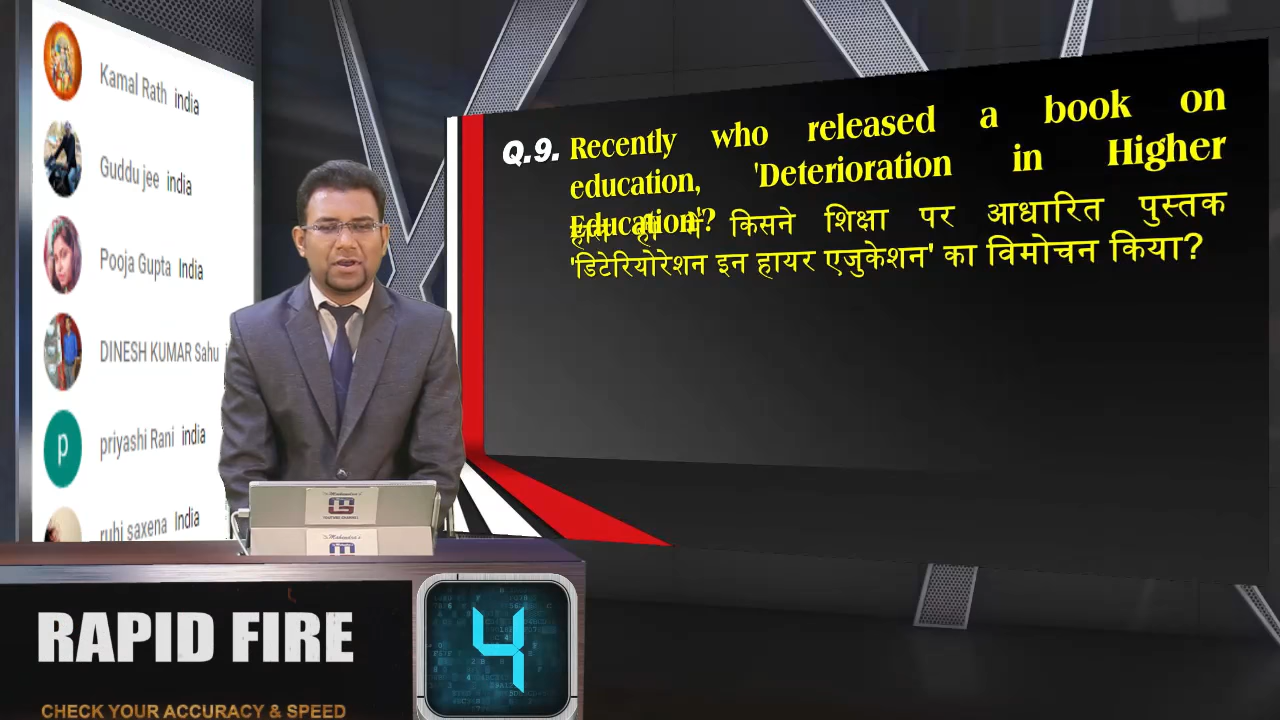 Kamal Rath india
Guddu jee india
Pooja Gupta India
DINESH KUMAR Sahu
priyashi Rani india
ruhi saxena India
Q.9. Recently who released a book on
education, 'Deterioration in Higher
Education'?
हाल ही में किसने शिक्षा पर आधारित पुस्तक
'डिटेरियोरेशन इन हायर एजुकेशन' का विमोचन किया?
p
Mahendra's
Mahendra's
RAPID FIRE
4
CHECK YOUR ACCURACY & SPEED